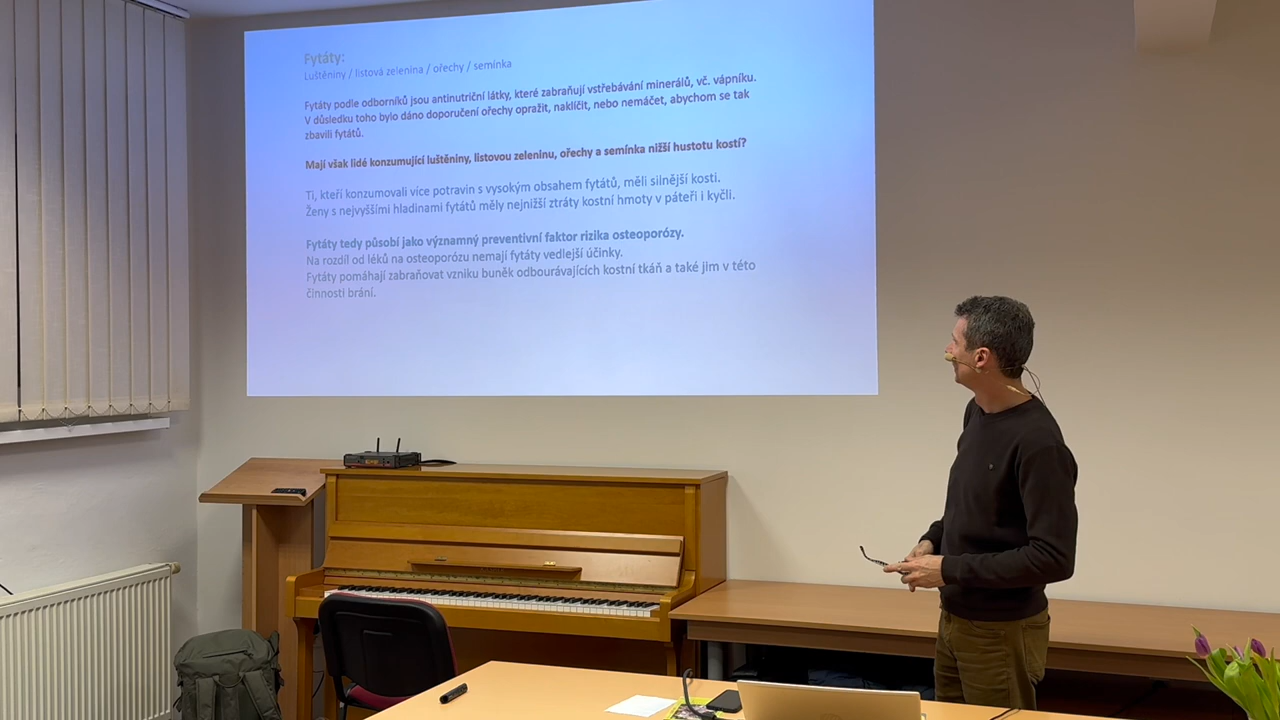 Fytáty:
Luštěniny / listová zelenina / ořechy / semínka
Fytáty podle odborníků jsou antinutriční látky, které zabraňují vstřebávání minerálů, vč. vápníku.
V důsledku toho bylo dáno doporučení ořechy opražit, naklíčit, nebo nemáčet, abychom se tak
zbavili fytátů.
Mají však lidé konzumující luštěniny, listovou zeleninu, ořechy a semínka nižší hustotu kostí?
Ti, kteří konzumovali více potravin s vysokým obsahem fytátů, měli silnější kosti.
Ženy s nejvyššími hladinami fytátů měly nejnižší ztráty kostní hmoty v páteři i kyčli.
Fytáty tedy působí jako významný preventivní faktor rizika osteoporózy.
Na rozdíl od léků na osteoporózu nemají fytáty vedlejší účinky.
Fytáty pomáhají zabraňovat vzniku buněk odbourávajících kostní tkáň a také jim v této
činnosti brání.